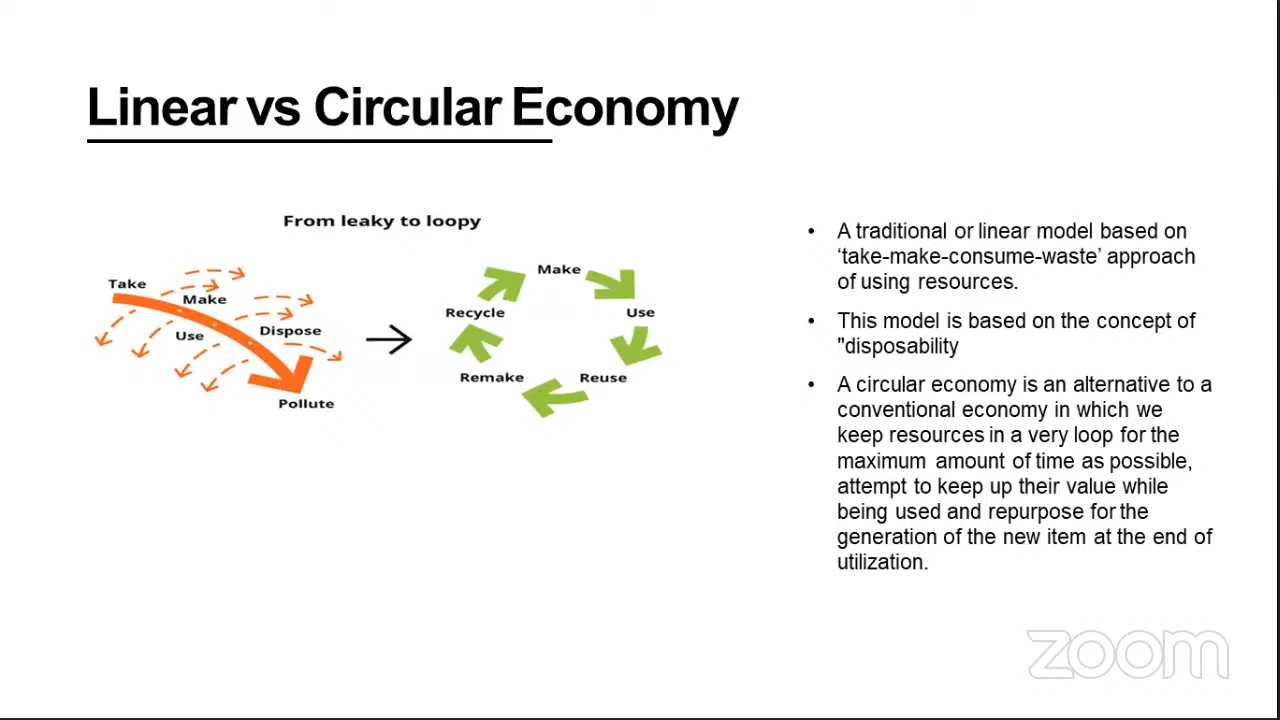 Linear vs Circular Economy
From leaky to loopy
Take
Make
Use
Dispose
Pollute
Make
Use
Reuse
Remake
Recycle
• A traditional or linear model based on
‘take-make-consume-waste’ approach
of using resources.
• This model is based on the concept of
"disposability
• A circular economy is an alternative to a
conventional economy in which we
keep resources in a very loop for the
maximum amount of time as possible,
attempt to keep up their value while
being used and repurpose for the
generation of the new item at the end of
utilization.
zoom